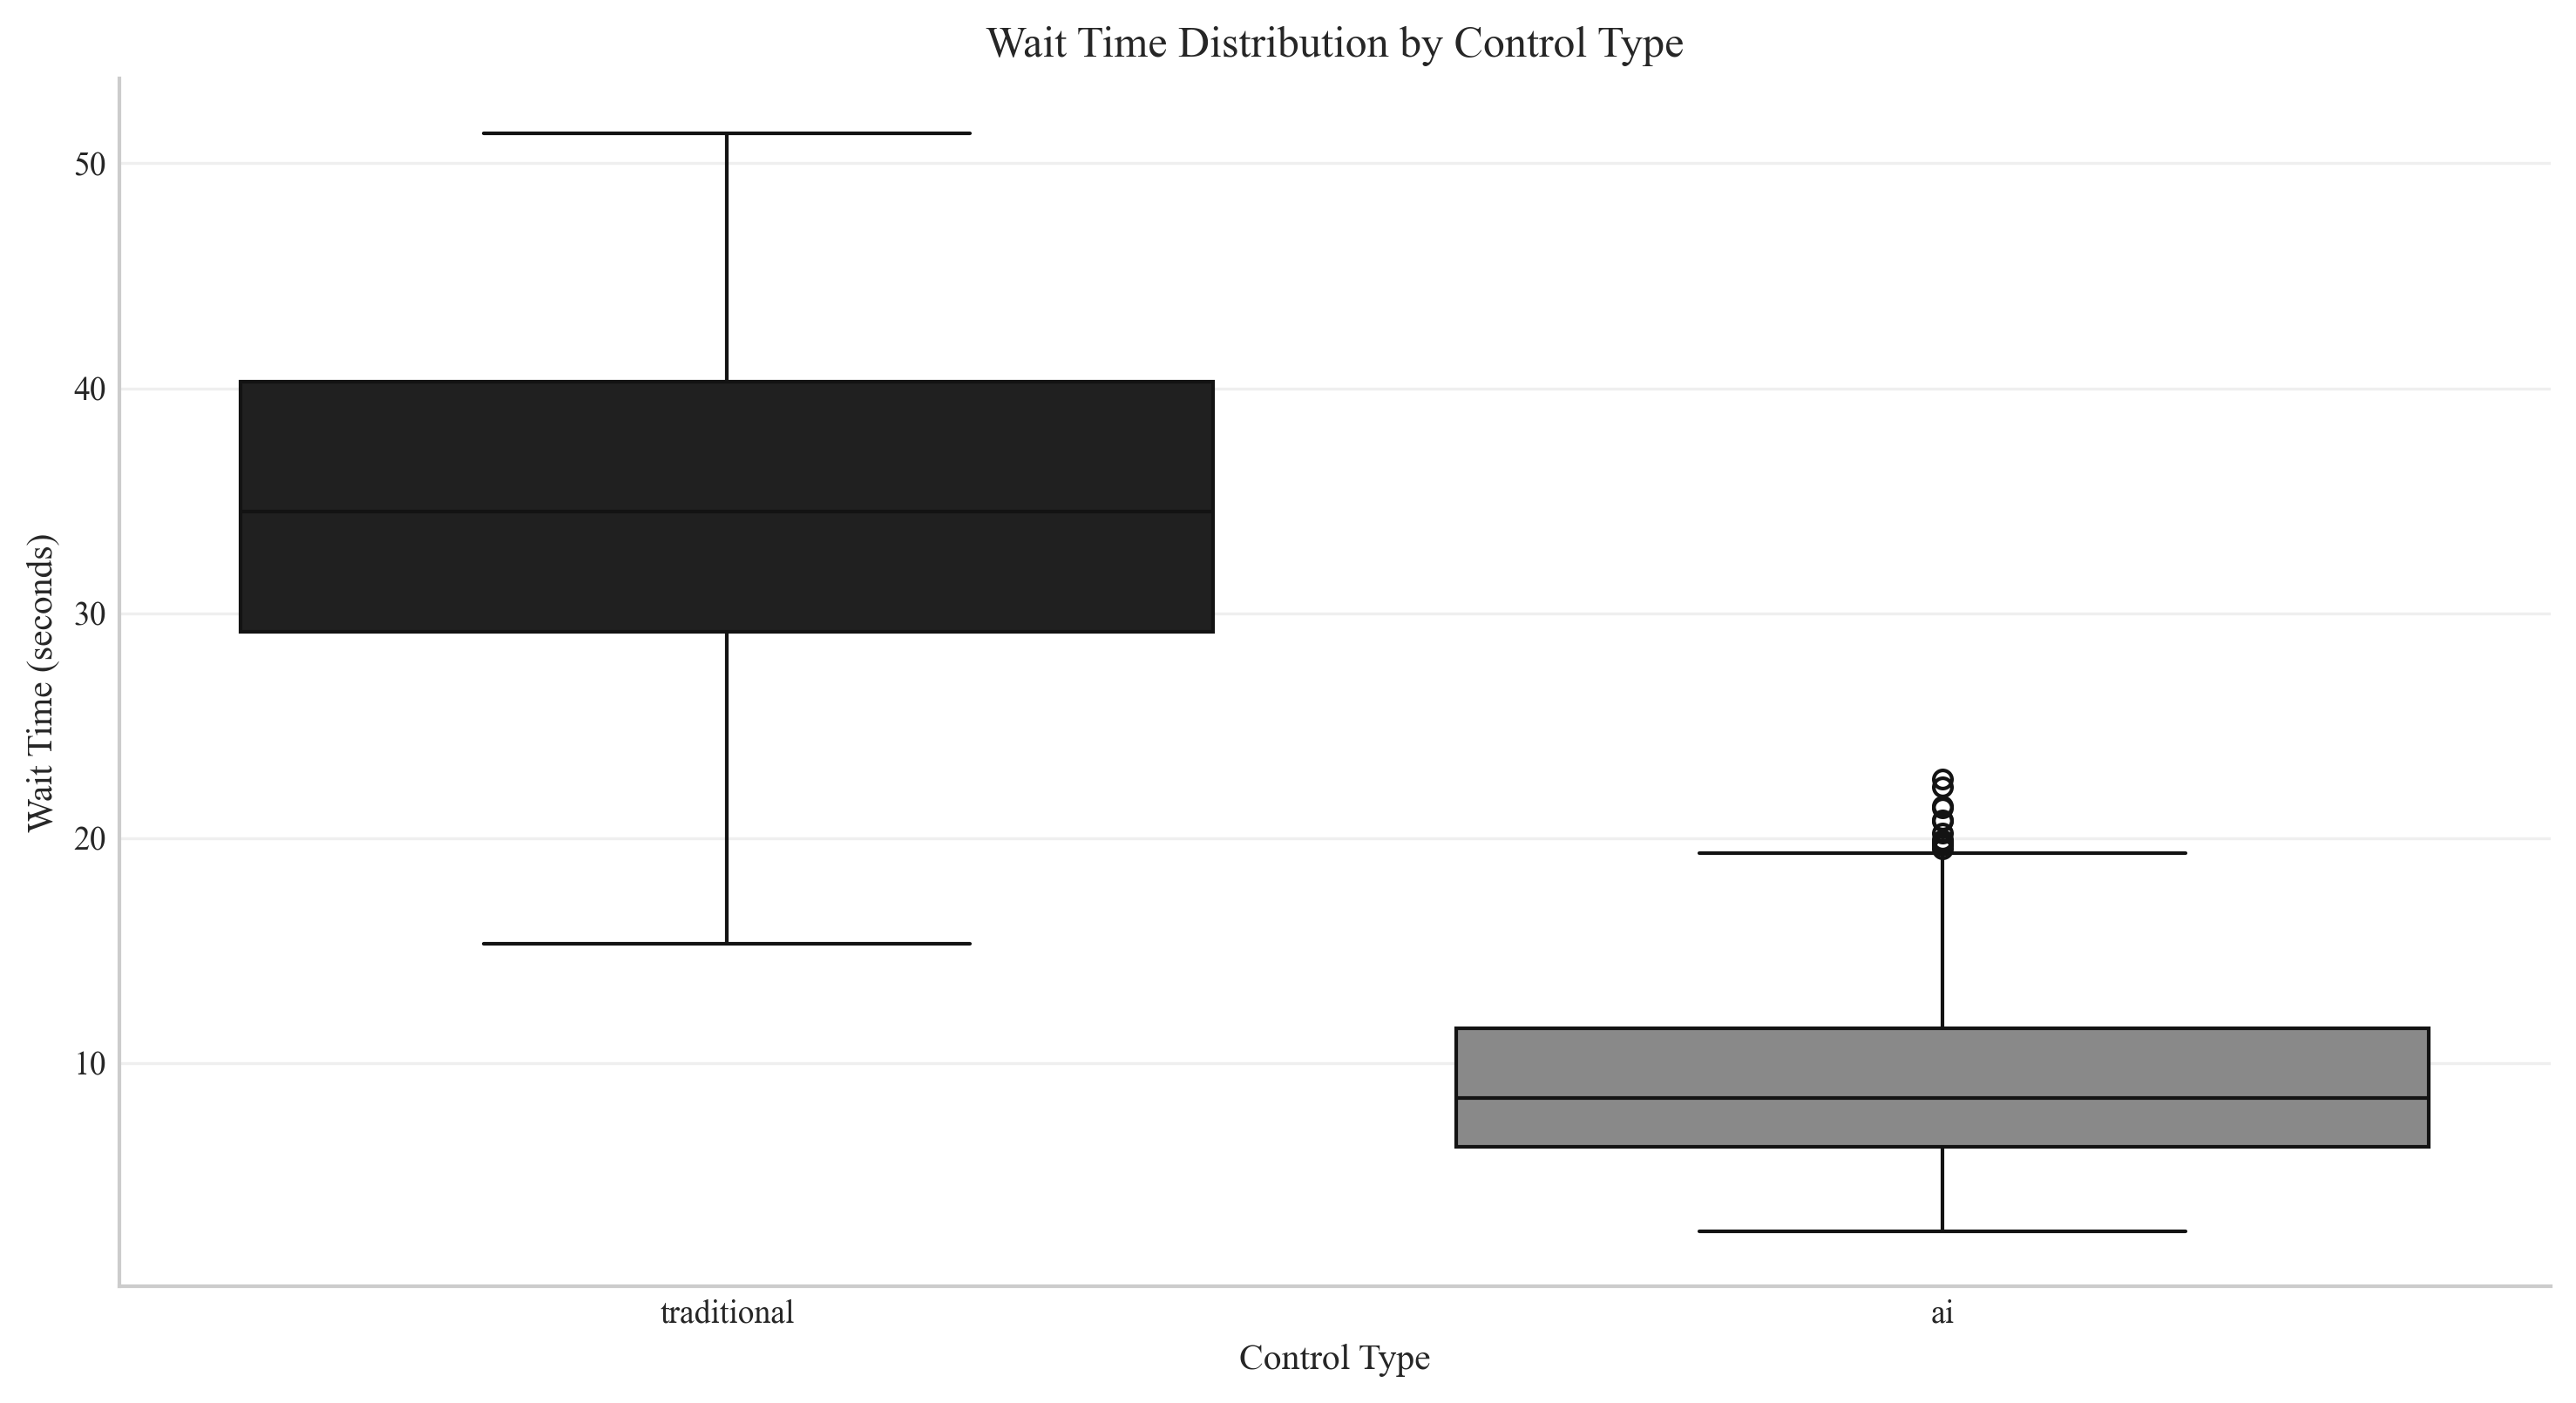 Wait Time Distribution by Control Type
Wait Time (seconds)
50
40
30
20
10
traditional
ai
Control Type